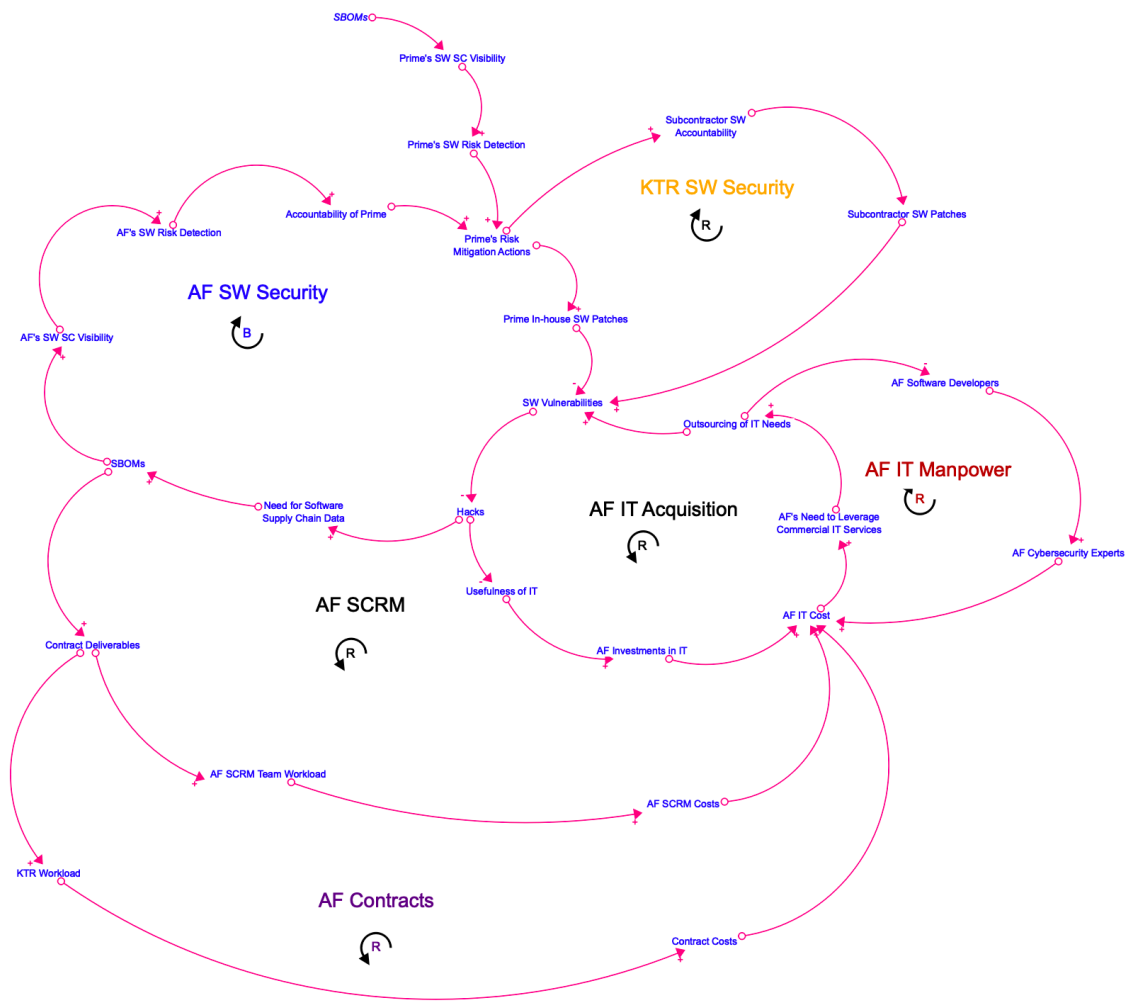 SBOMs
Prime's SW SC Visibility
+
Prime's SW Risk Detection
Subcontractor SW
Accountability
+
KTR SW Security
R
Subcontractor SW Patches
+
AF's SW Risk Detection
+
Accountability of Prime
+
+
Prime's Risk
Mitigation Actions
AF SW Security
B
+
Prime In-house SW Patches
AF's SW SC Visibility
+
-
SW Vulnerabilities
+
+
-
AF Software Developers
+
Outsourcing of IT Needs
AF IT Manpower
R
SBOMs
+
Need for Software
Supply Chain Data
+
-
Hacks
AF IT Acquisition
R
AF's Need to Leverage
Commercial IT Services
+
+
AF Cybersecurity Experts
-
Usefulness of IT
AF SCRM
R
AF IT Cost
+
+
+
+
Contract Deliverables
AF Investments in IT
+
+
AF SCRM Team Workload
AF SCRM Costs
+
+
KTR Workload
AF Contracts
R
Contract Costs
+